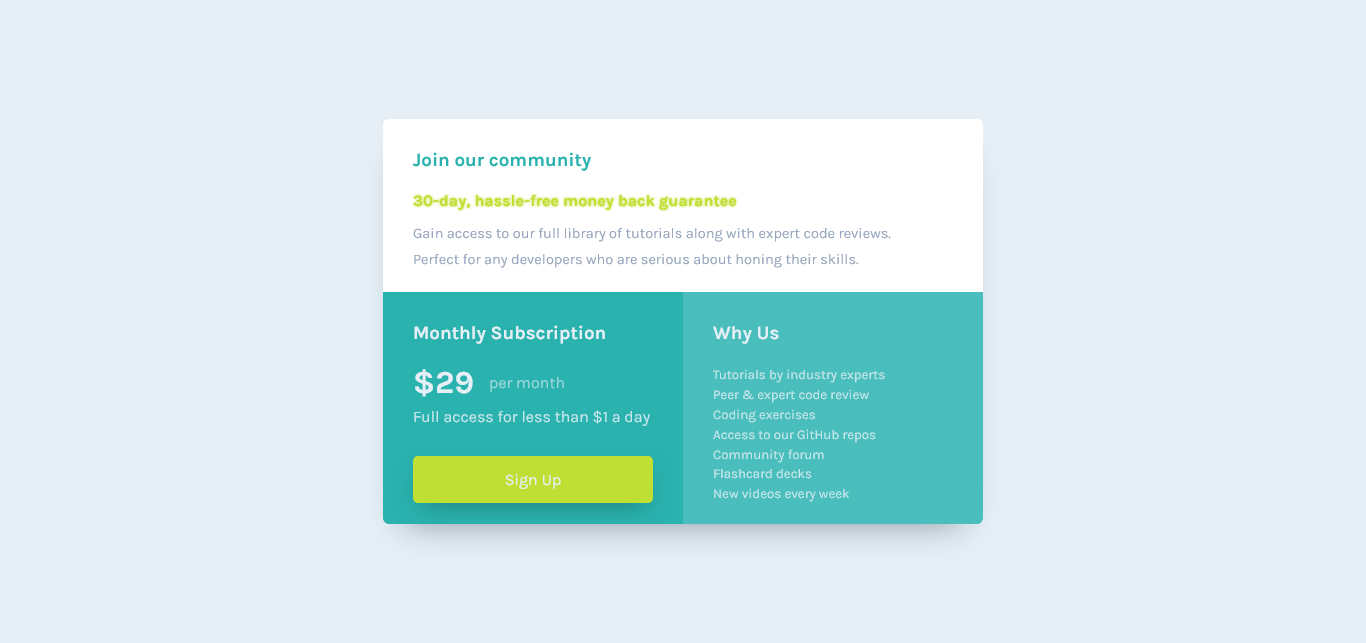 Join our community
30-day, hassle-free money back guarantee
Gain access to our full library of tutorials along with expert code reviews.
Perfect for any developers who are serious about honing their skills.
Monthly Subscription
$29 per month
Full access for less than $1 a day
Sign Up
Why Us
Tutorials by industry experts
Peer & expert code review
Coding exercises
Access to our GitHub repos
Community forum
Flashcard decks
New videos every week